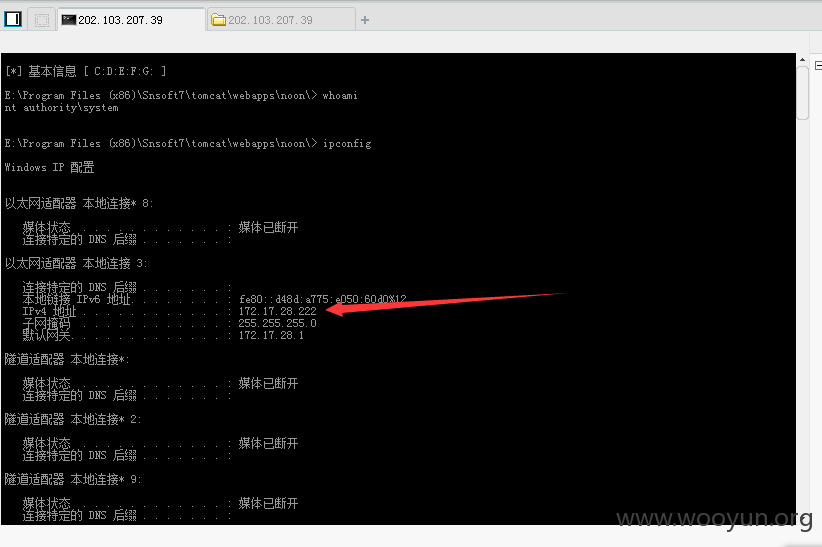 202.103.207.39
202.103.207.39
[*] 基本信息 [ C:D:E:F:G: ]
E:\Program Files (x86)\Snsoft7\tomcat\webapps\noon\> whoami
nt authority\system
E:\Program Files (x86)\Snsoft7\tomcat\webapps\noon\> ipconfig
Windows IP 配置
以太网适配器 本地连接* 8:
媒体状态 . . . . . . . . . . . . : 媒体已断开
连接特定的 DNS 后缀 . . . . . . . :
以太网适配器 本地连接 3:
连接特定的 DNS 后缀 . . . . . . . :
本地链接 IPv6 地址. . . . . . . . : fe80::d48d:a775:e050:60d0%12
IPv4 地址 . . . . . . . . . . . . : 172.17.28.222
子网掩码 . . . . . . . . . . . . : 255.255.255.0
默认网关. . . . . . . . . . . . . : 172.17.28.1
隧道适配器 本地连接*:
媒体状态 . . . . . . . . . . . . : 媒体已断开
连接特定的 DNS 后缀 . . . . . . . :
隧道适配器 本地连接* 2:
媒体状态 . . . . . . . . . . . . : 媒体已断开
连接特定的 DNS 后缀 . . . . . . . :
隧道适配器 本地连接* 9:
媒体状态 . . . . . . . . . . . . : 媒体已断开
连接特定的 DNS 后缀 . . . . . . . :
www.wooyun.org